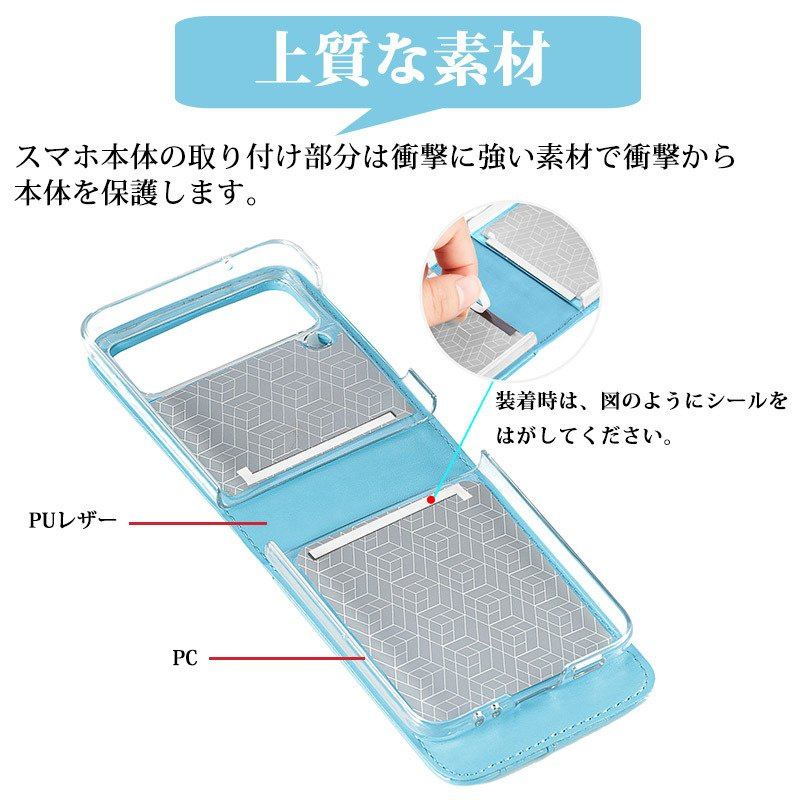 上質な素材
スマホ本体の取り付け部分は衝撃に強い素材で衝撃から
本体を保護します。
装着時は、図のようにシールを
はがしてください。
PUレザー
PC